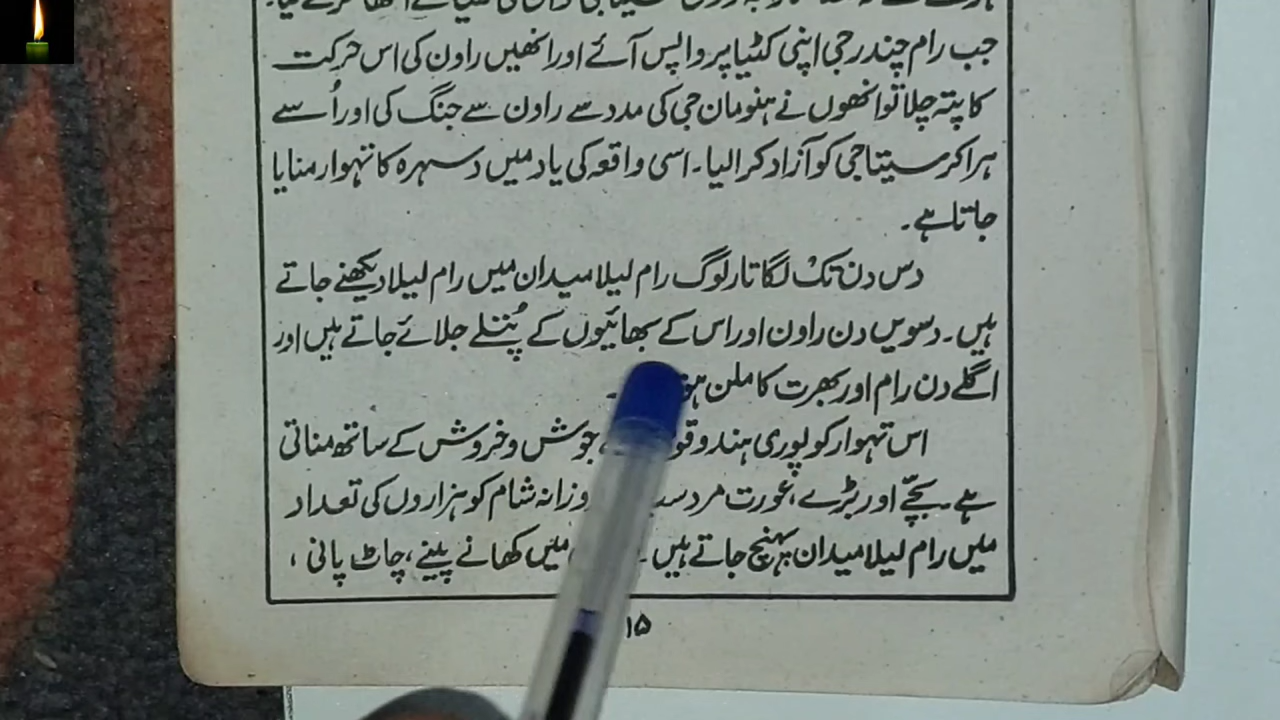 جب رام چندر جی اپنی کٹیا پر واپس آئے اور انھیں راون کی اس حرکت
کا پتہ چلا تو انھوں نے ہنومان جی کی مدد سے راون سے جنگ کی اور اُسے
ہرا کر سیتا جی کو آزاد کرالیا۔ اسی واقعہ کی یاد میں دسہرہ کا تہوار منایا
جاتا ہے۔
دس دن تک لگاتار لوگ رام لیلا میدان میں رام لیلا دیکھنے جاتے
ہیں۔ دسویں دن راون اور اس کے بھائیوں کے پُتلے جلائے جاتے ہیں اور
اگلے دن رام اور بھرت کا ملن
اس تہوار کو پوری ہندو جوش و خروش کے ساتھ مناتی
ہے۔ بچّے اور بڑے، عورت مرد روزانہ شام کو ہزاروں کی تعداد
میں رام لیلا میدان پہنچ جاتے ہیں۔ میں کھانے پینے، چاٹ پانی،
۱۵